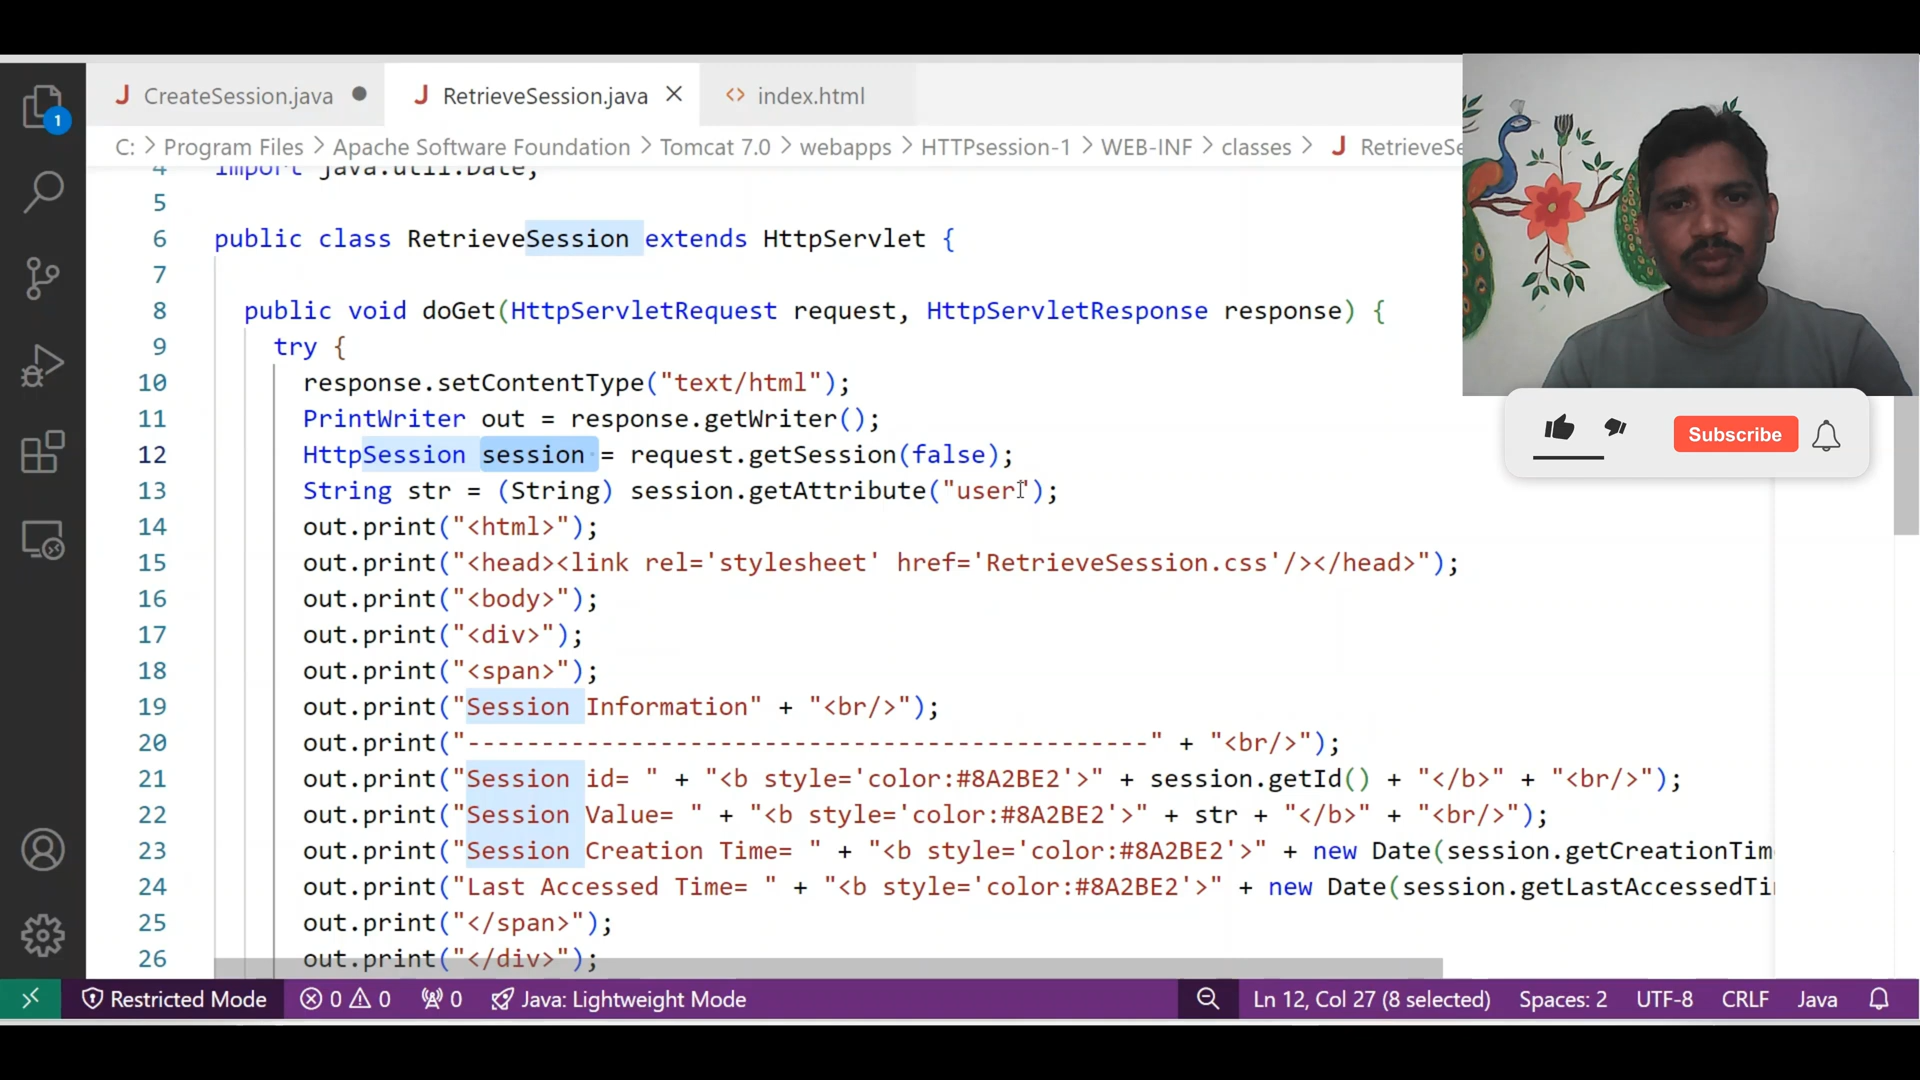 CreateSession.java
RetrieveSession.java
index.html
1
C: > Program Files > Apache Software Foundation > Tomcat 7.0 > webapps > HTTPsession-1 > WEB-INF > classes > RetrieveSe
4 import java.util.Date;
5
6 public class RetrieveSession extends HttpServlet {
7
8 public void doGet(HttpServletRequest request, HttpServletResponse response) {
9 try {
10 response.setContentType("text/html");
11 PrintWriter out = response.getWriter();
12 HttpSession session = request.getSession(false);
13 String str = (String) session.getAttribute("user");
14 out.print("<html>");
15 out.print("<head><link rel='stylesheet' href='RetrieveSession.css'/></head>");
16 out.print("<body>");
17 out.print("<div>");
18 out.print("<span>");
19 out.print("Session Information" + "<br/>");
20 out.print("----------------------------------------------" + "<br/>");
21 out.print("Session id= " + "<b style='color:#8A2BE2'>" + session.getId() + "</b>" + "<br/>");
22 out.print("Session Value= " + "<b style='color:#8A2BE2'>" + str + "</b>" + "<br/>");
23 out.print("Session Creation Time= " + "<b style='color:#8A2BE2'>" + new Date(session.getCreationTim
24 out.print("Last Accessed Time= " + "<b style='color:#8A2BE2'>" + new Date(session.getLastAccessedTi
25 out.print("</span>");
26 out.print("</div>");
Subscribe
Restricted Mode 0 0 0 Java: Lightweight Mode Ln 12, Col 27 (8 selected) Spaces: 2 UTF-8 CRLF Java